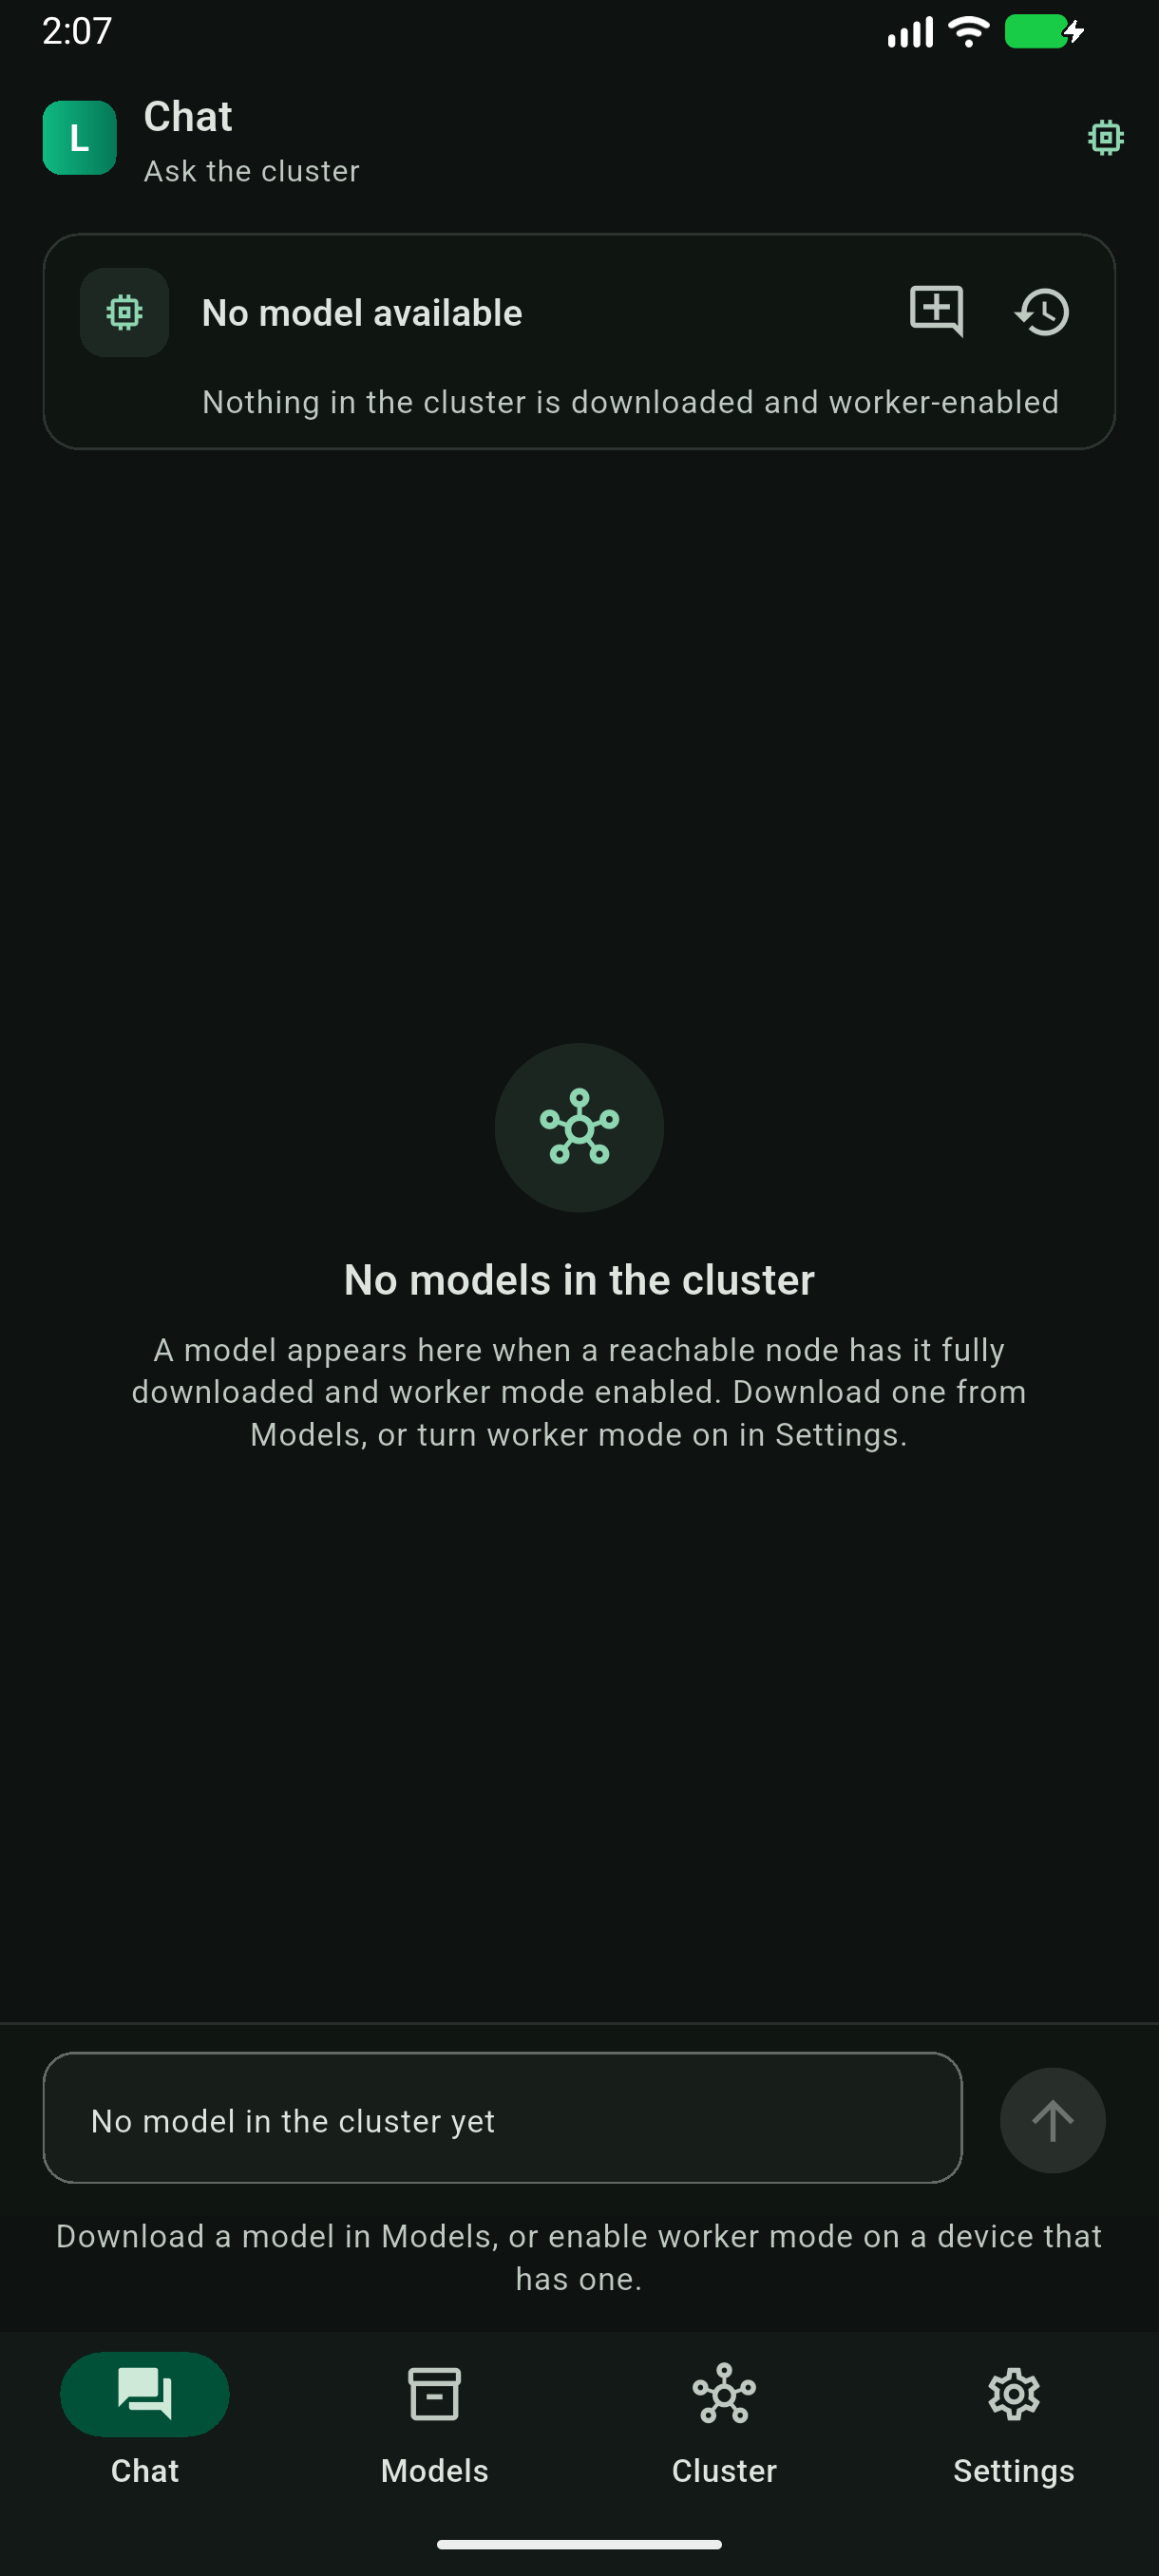 2:07
L
Chat
Ask the cluster
No model available
Nothing in the cluster is downloaded and worker-enabled
No models in the cluster
A model appears here when a reachable node has it fully
downloaded and worker mode enabled. Download one from
Models, or turn worker mode on in Settings.
No model in the cluster yet
Download a model in Models, or enable worker mode on a device that
has one.
Chat
Models
Cluster
Settings